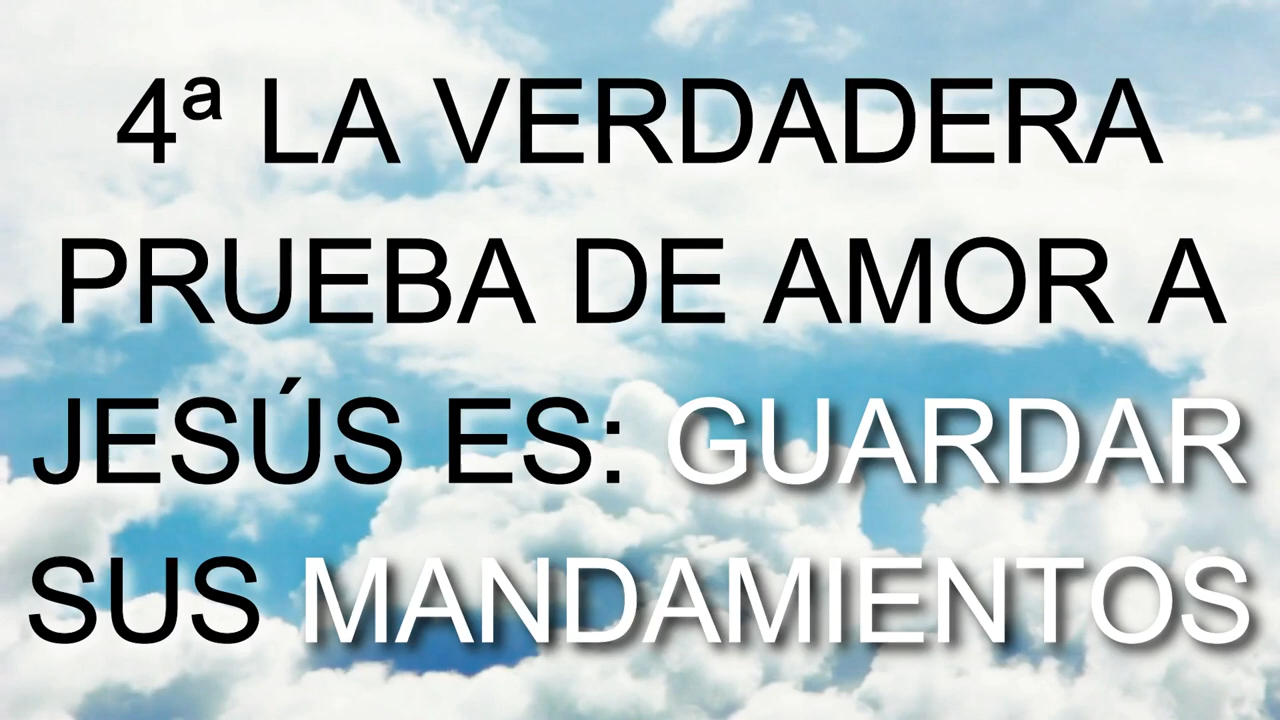 4ª LA VERDADERA
PRUEBA DE AMOR A
JESÚS ES: GUARDAR
SUS MANDAMIENTOS